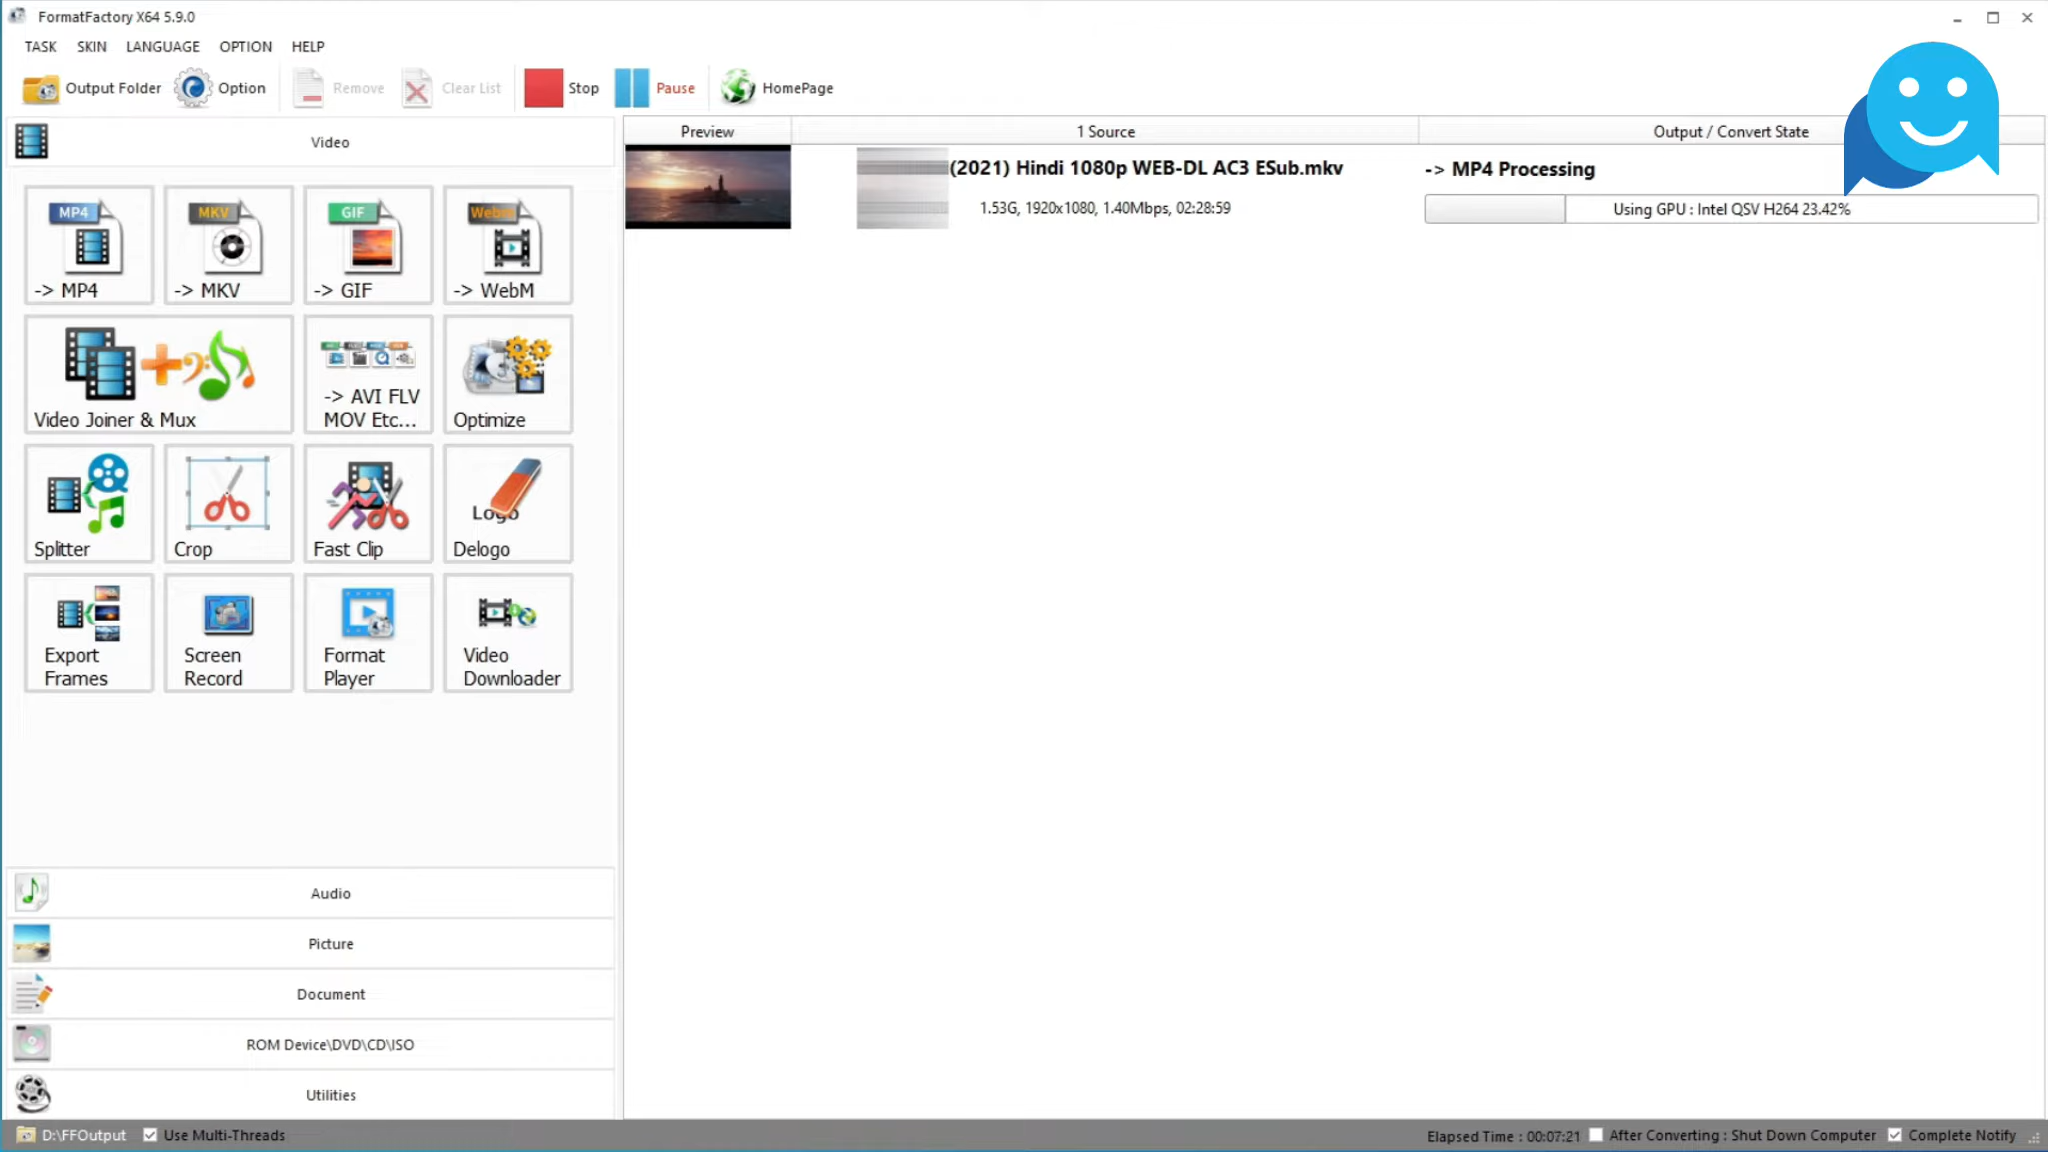 FormatFactory X64 5.9.0
TASK SKIN LANGUAGE OPTION HELP
Output Folder Option Remove Clear List Stop Pause HomePage
Video
Preview 1 Source Output / Convert State
(2021) Hindi 1080p WEB-DL AC3 ESub.mkv
1.53G, 1920x1080, 1.40Mbps, 02:28:59
-> MP4 Processing
Using GPU : Intel QSV H264 23.42%
MP4 MKV GIF WebM
-> MP4 -> MKV -> GIF -> WebM
Video Joiner & Mux
-> AVI FLV
MOV Etc...
Optimize
Logo
Splitter Crop Fast Clip Delogo
Export
Frames
Screen
Record
Format
Player
Video
Downloader
Audio
Picture
Document
ROM Device\DVD\CD\ISO
Utilities
D:\FFOutput Use Multi-Threads Elapsed Time : 00:07:21 After Converting : Shut Down Computer Complete Notify